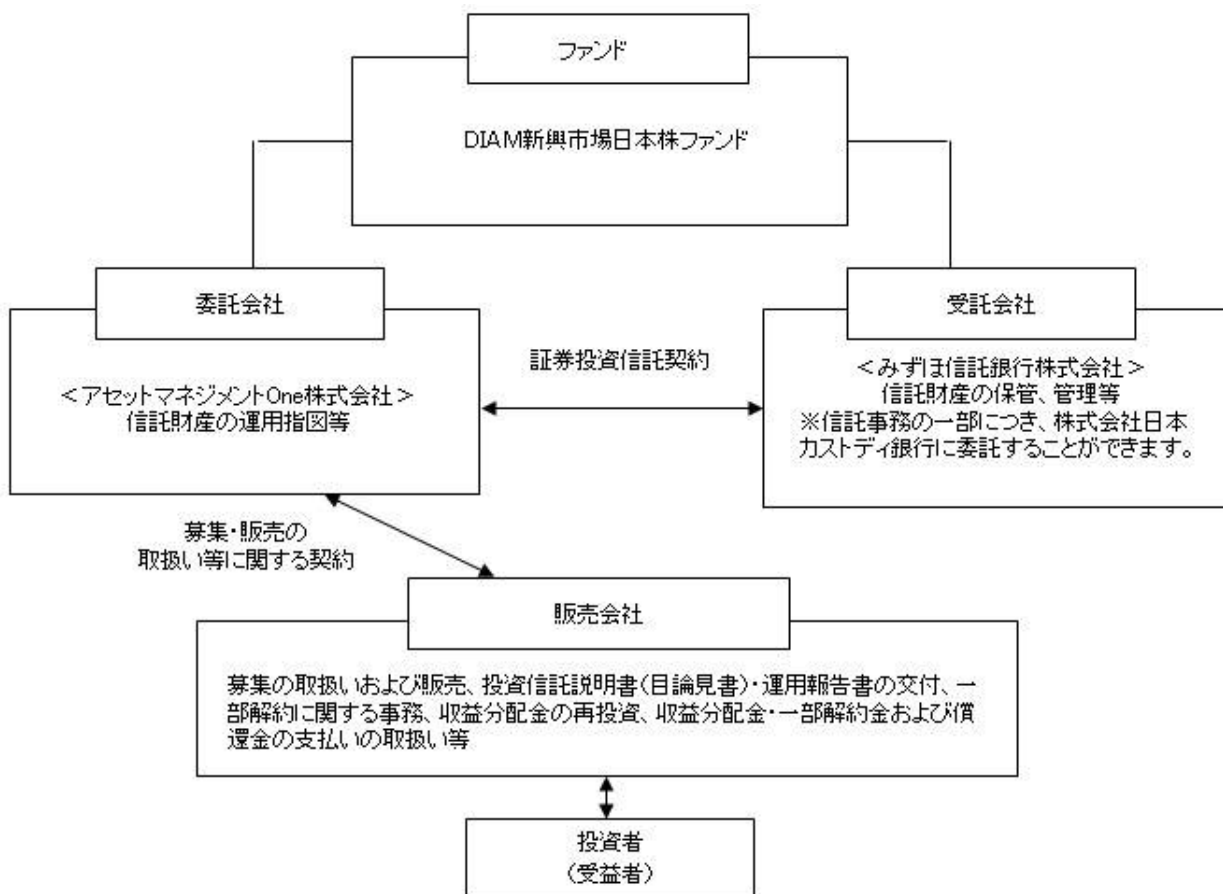 ファンド
DIAM新興市場日本株ファンド
委託会社
受託会社
<アセットマネジメントOne株式会社>
信託財産の運用指図等
証券投資信託契約
<みずほ信託銀行株式会社>
信託財産の保管、管理等
※信託事務の一部につき、株式会社日本
カストディ銀行に委託することができます。
募集・販売の
取扱い等に関する契約
販売会社
募集の取扱いおよび販売、投資信託説明書(目論見書)・運用報告書の交付、一
部解約に関する事務、収益分配金の再投資、収益分配金・一部解約金および償
還金の支払いの取扱い等
投資者
(受益者)